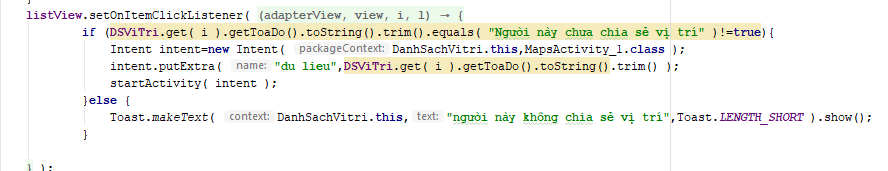 listView.setOnItemClickListener( (adapterView, view, i, l) → {
if (DSViTri.get( i ).getToaDo().toString().trim().equals( "Người này chưa chia sẻ vị trí" )!=true){
Intent intent=new Intent( packageContext: DanhSachVitri.this,MapsActivity_1.class );
intent.putExtra( name: "du lieu",DSViTri.get( i ).getToaDo().toString().trim() );
startActivity( intent );
}else {
Toast.makeText( context: DanhSachVitri.this, text: "người này không chia sẻ vị trí",Toast.LENGTH_SHORT ).show();
}
} );